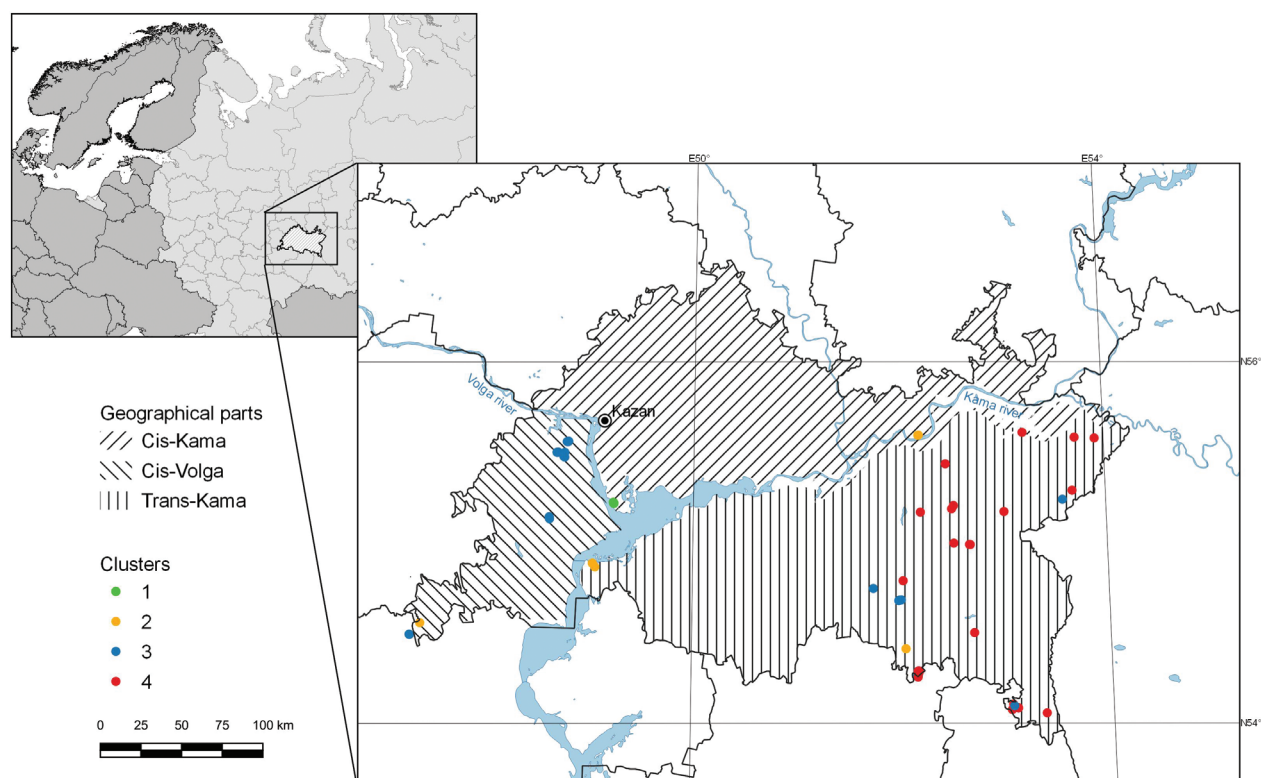 E50°
E54°
N56°
Volga river
Kazan
Kama river
Geographical parts
Cis-Kama
Cis-Volga
Trans-Kama
Clusters
1
2
3
4
0 25 50 75 100 km
N54°